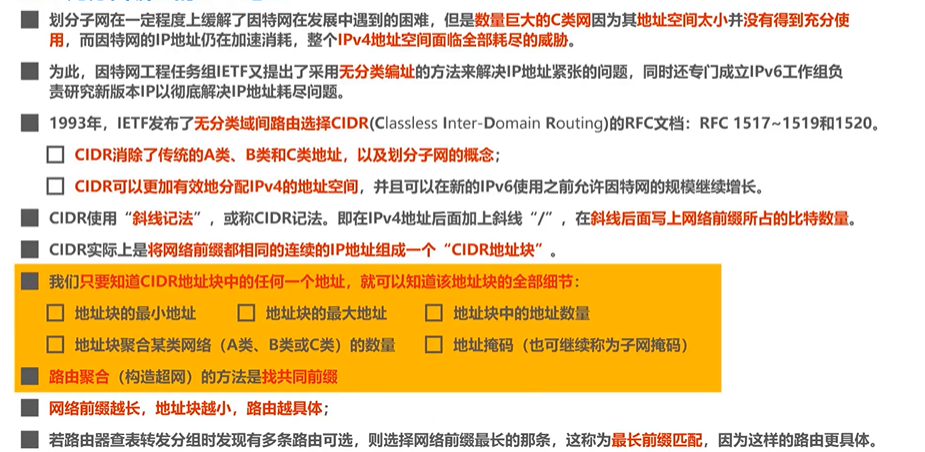 划分子网在一定程度上缓解了因特网在发展中遇到的困难，但是数量巨大的C类网因为其地址空间太小并没有得到充分使
用，而因特网的IP地址仍在加速消耗，整个IPv4地址空间面临全部耗尽的威胁。
为此，因特网工程任务组IETF又提出了采用无分类编址的方法来解决IP地址紧张的问题，同时还专门成立IPv6工作组负
责研究新版本IP以彻底解决IP地址耗尽问题。
1993年，IETF发布了无分类域间路由选择CIDR(Classless Inter-Domain Routing)的RFC文档：RFC 1517~1519和1520。
CIDR消除了传统的A类、B类和C类地址，以及划分子网的概念；
CIDR可以更加有效地分配IPv4的地址空间，并且可以在新的IPv6使用之前允许因特网的规模继续增长。
CIDR使用“斜线记法”，或称CIDR记法。即在IPv4地址后面加上斜线“/”，在斜线后面写上网络前缀所占的比特数量。
CIDR实际上是将网络前缀都相同的连续的IP地址组成一个“CIDR地址块”。
我们只要知道CIDR地址块中的任何一个地址，就可以知道该地址块的全部细节：
地址块的最小地址 地址块的最大地址 地址块中的地址数量
地址块聚合某类网络（A类、B类或C类）的数量 地址掩码（也可继续称为子网掩码）
路由聚合（构造超网）的方法是找共同前缀
网络前缀越长，地址块越小，路由越具体；
若路由器查表转发分组时发现有多条路由可选，则选择网络前缀最长的那条，这称为最长前缀匹配，因为这样的路由更具体。